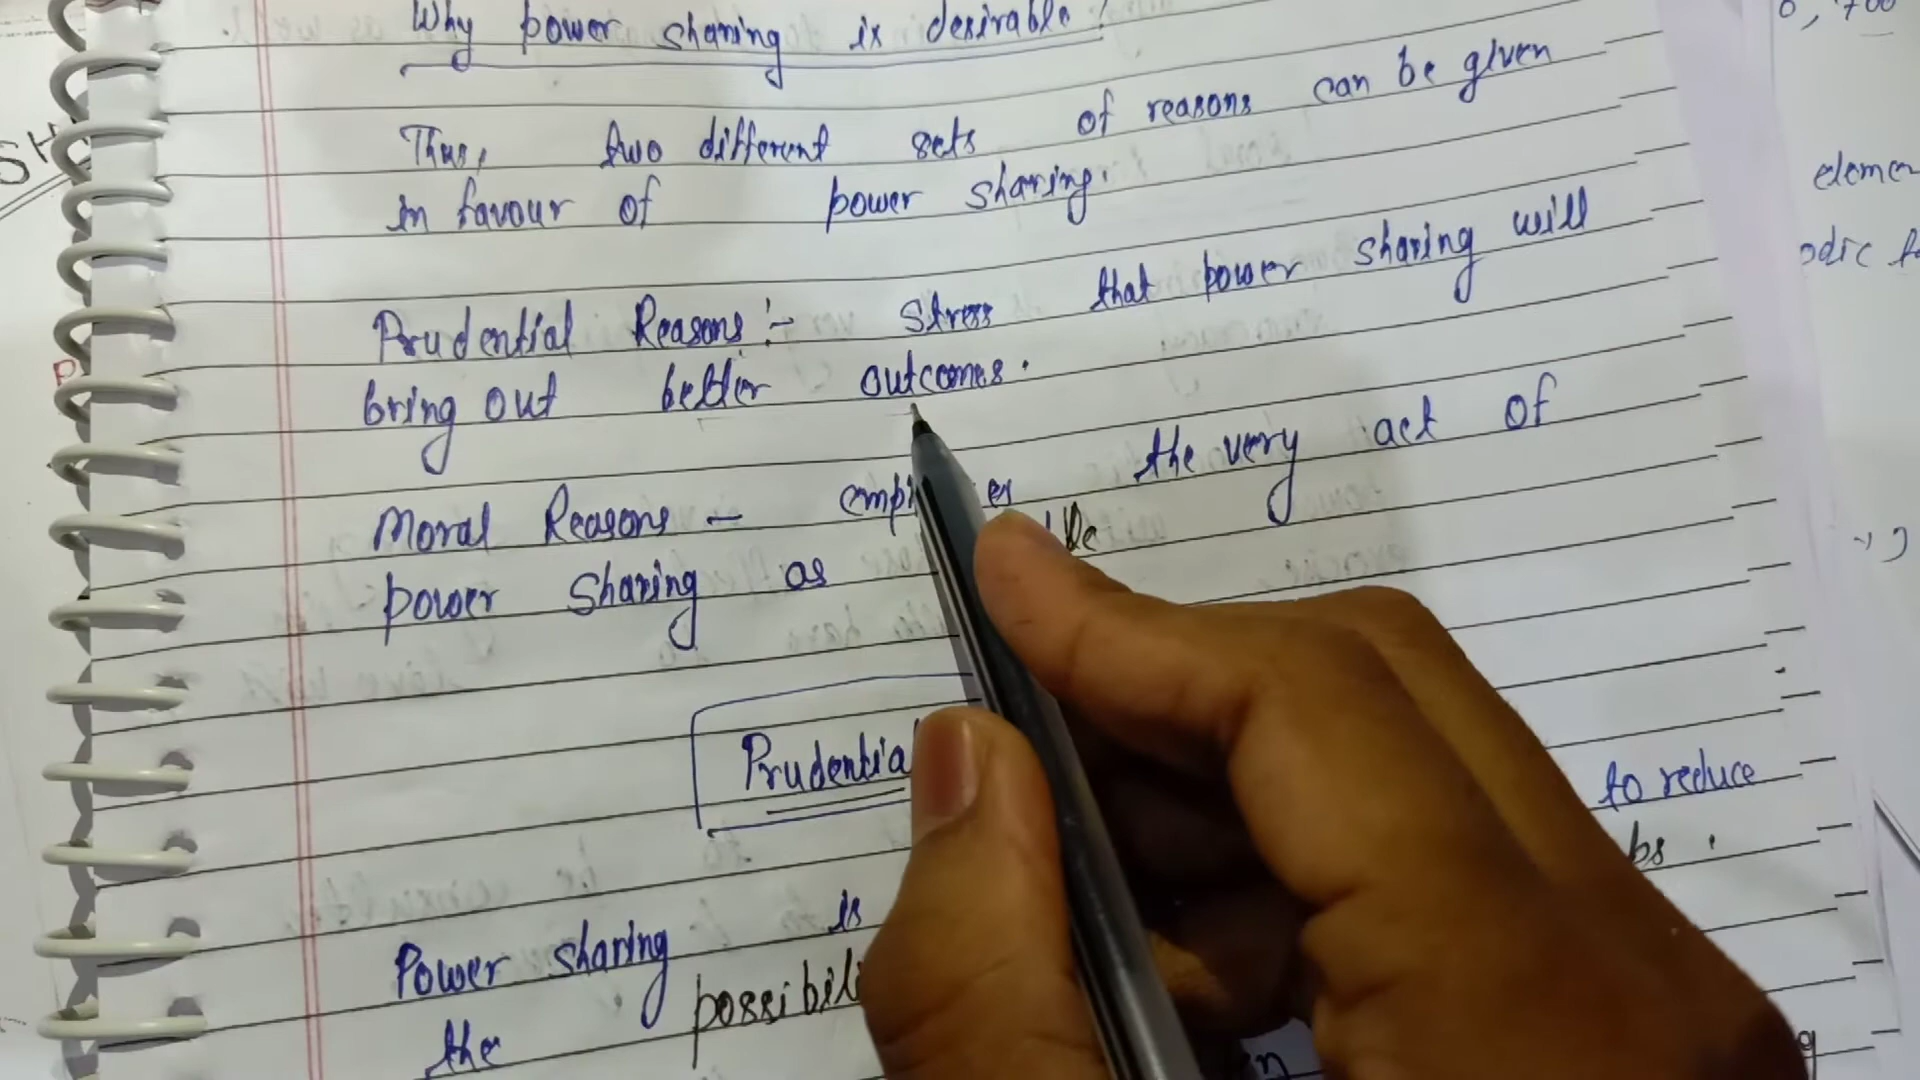 Why power sharing is desirable?
Thus, two different sets of reasons can be given
in favour of power sharing.
Prudential Reasons:- Stress that power sharing will
bring out better outcomes.
Moral Reasons - the very act of
power sharing as
Prudential
to reduce
Power sharing is
the
0, 700